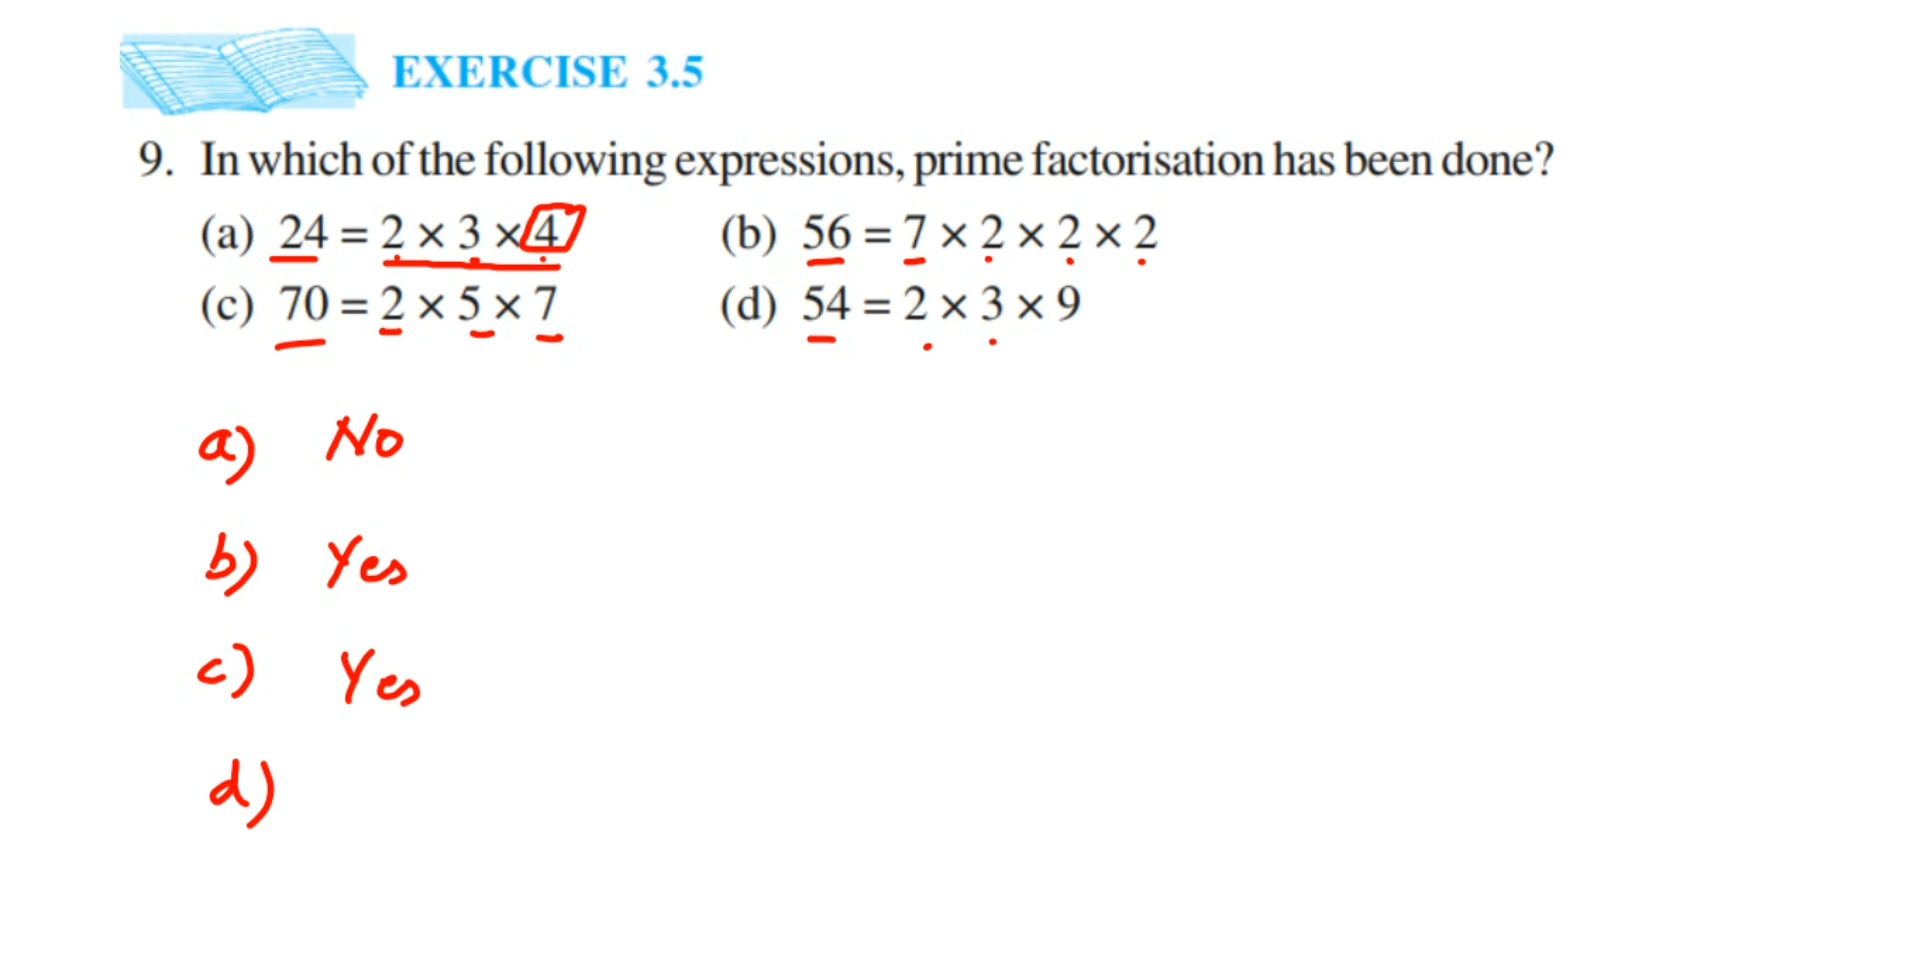 EXERCISE 3.5
9. In which of the following expressions, prime factorisation has been done?
(a) 24 = 2 × 3 × 4 (b) 56 = 7 × 2 × 2 × 2
(c) 70 = 2 × 5 × 7 (d) 54 = 2 × 3 × 9
a) No
b) Yes
c) Yes
d)